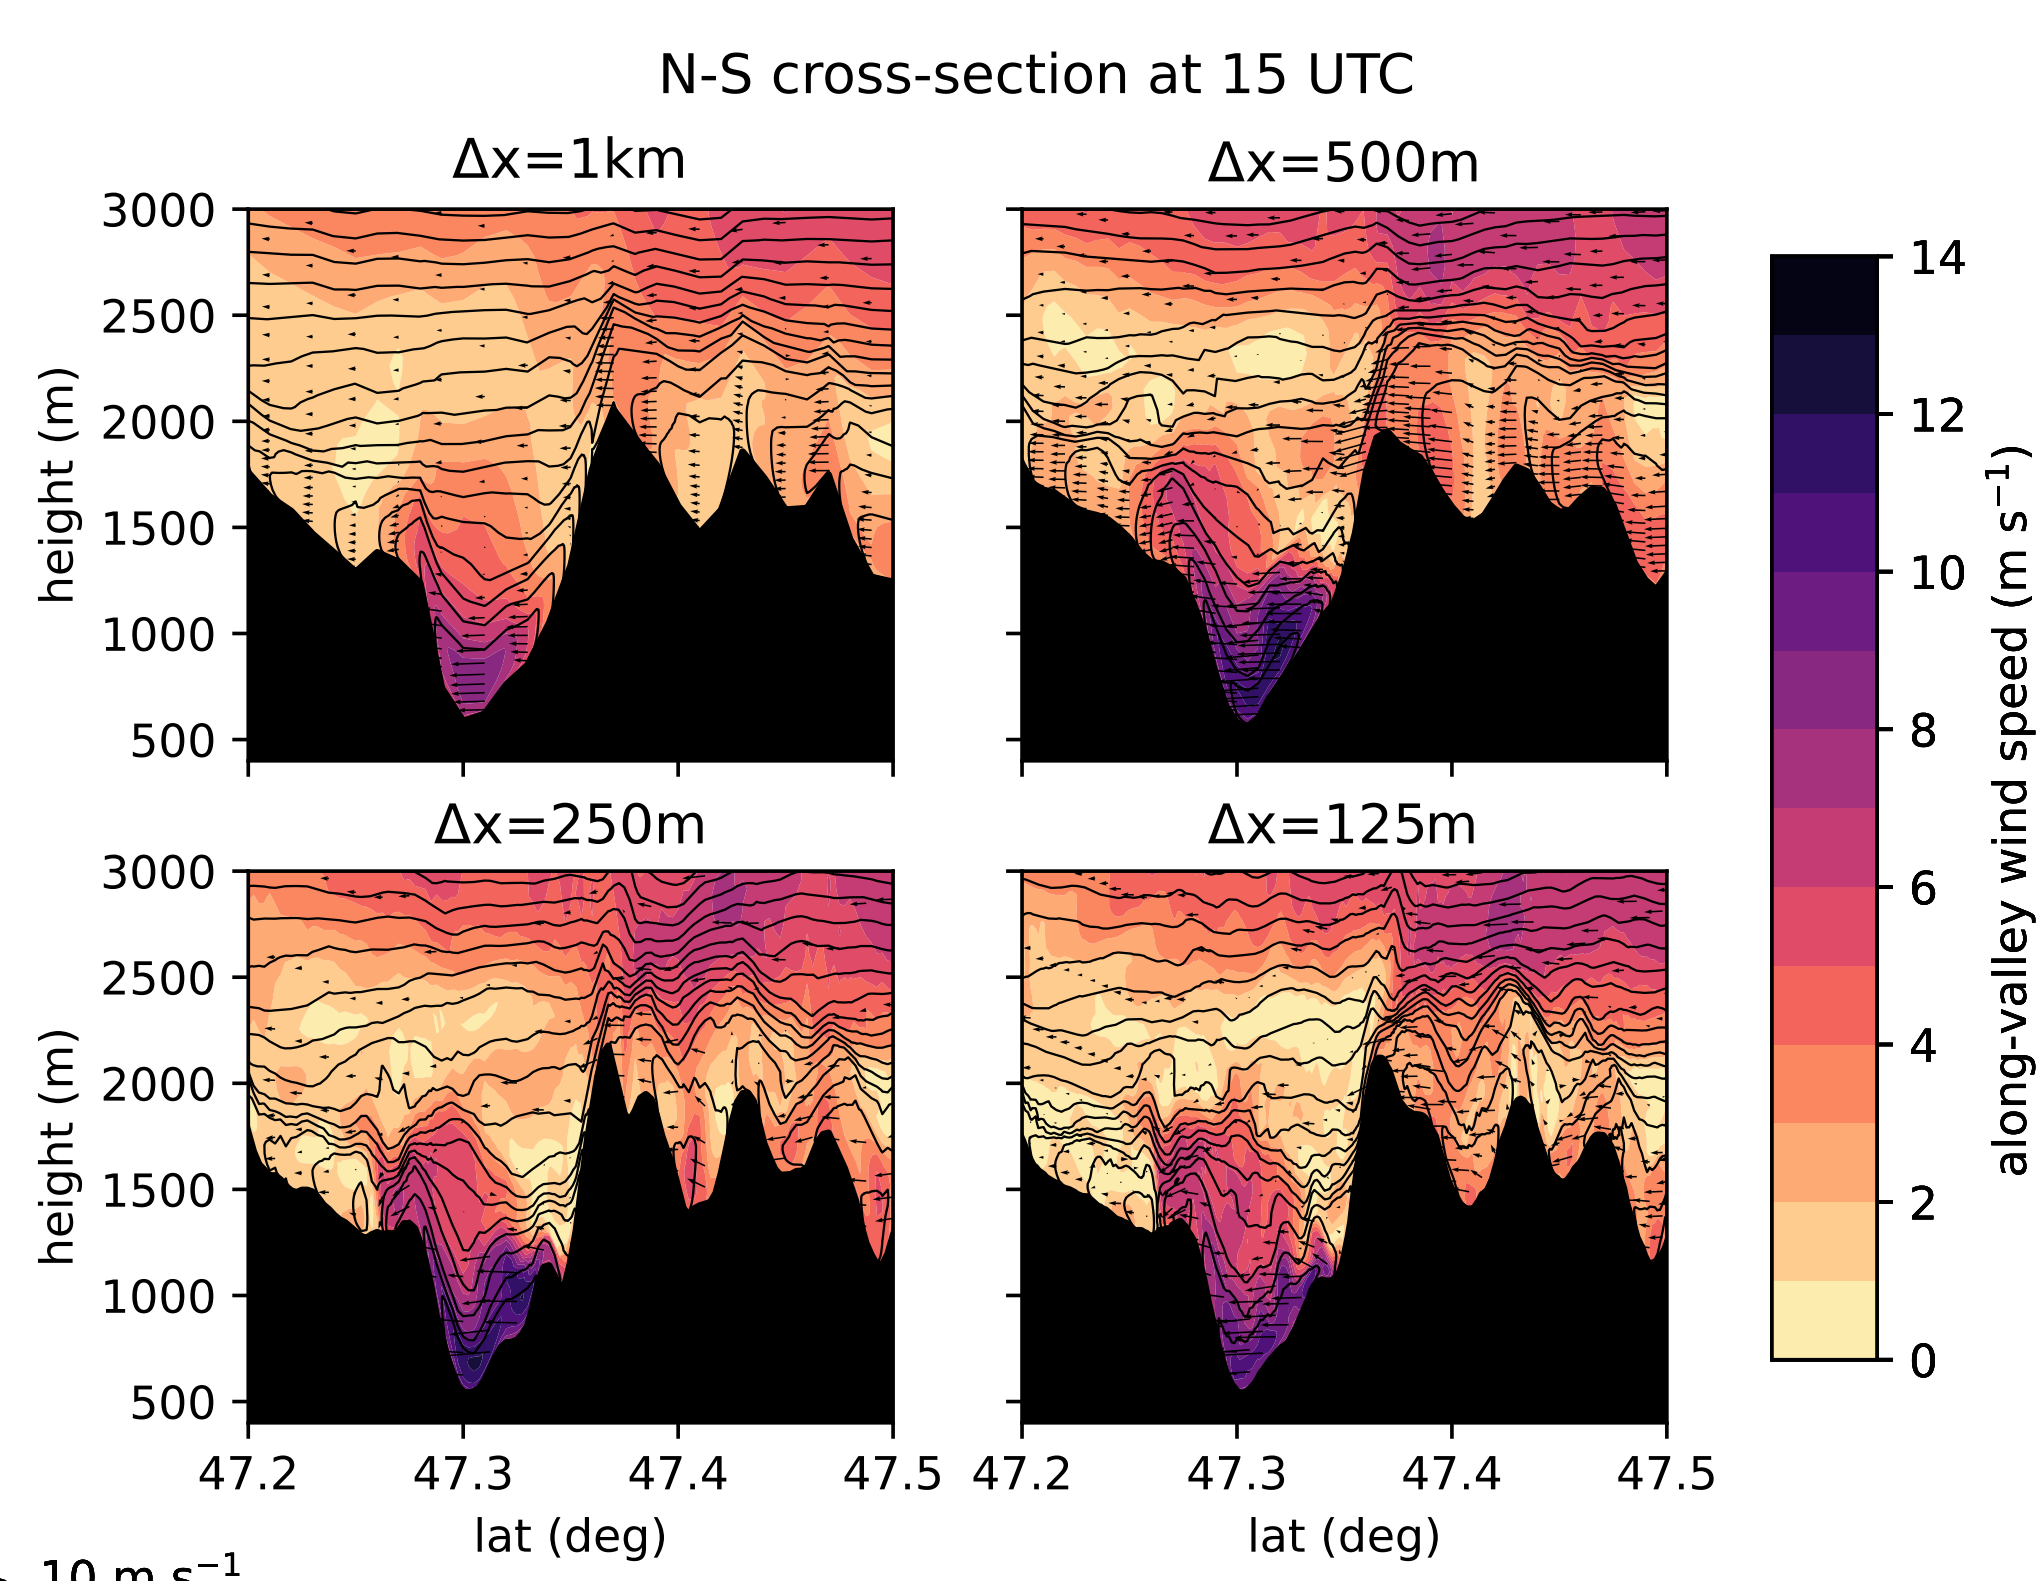 N-S cross-section at 15 UTC
Δx=1km
Δx=500m
3000
2500
2000
1500
1000
500
height (m)
Δx=250m
Δx=125m
3000
2500
2000
1500
1000
500
height (m)
47.2
47.3
47.4
47.5
47.2
47.3
47.4
47.5
lat (deg)
lat (deg)
14
12
10
8
6
4
2
0
along-valley wind speed (m s⁻¹)
10 m s⁻¹